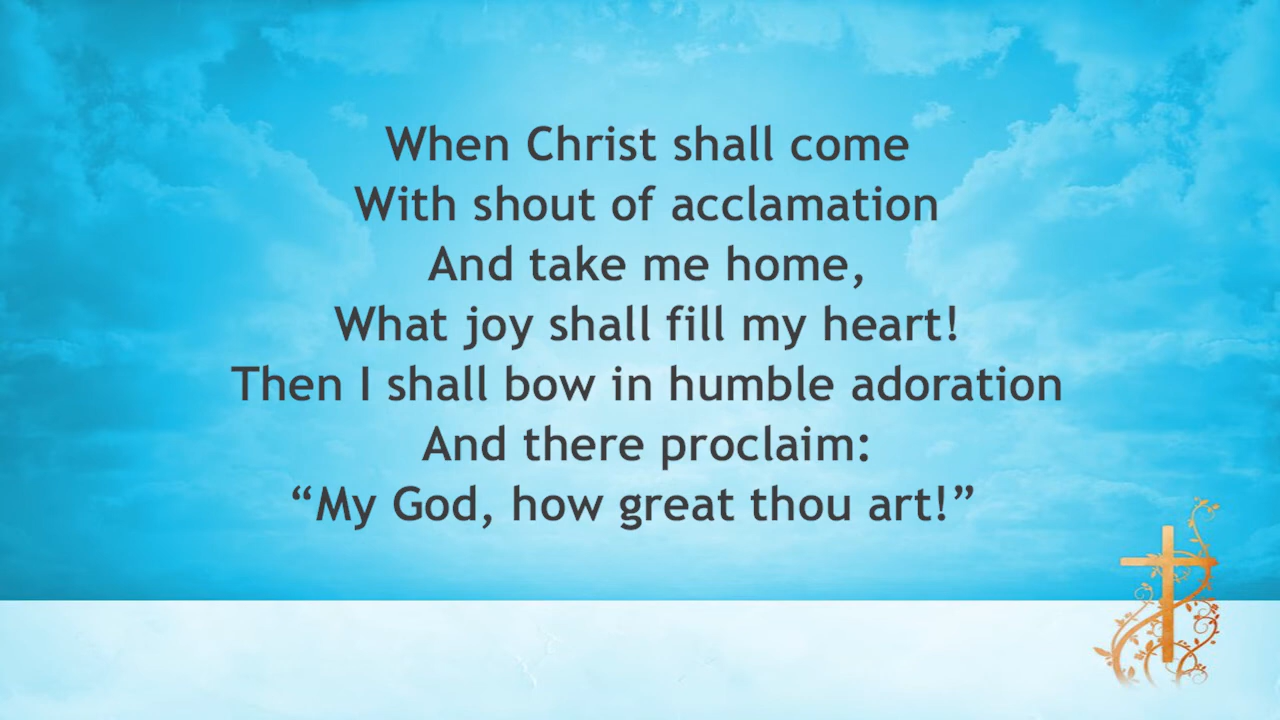 When Christ shall come
With shout of acclamation
And take me home,
What joy shall fill my heart!
Then I shall bow in humble adoration
And there proclaim:
“My God, how great thou art!”